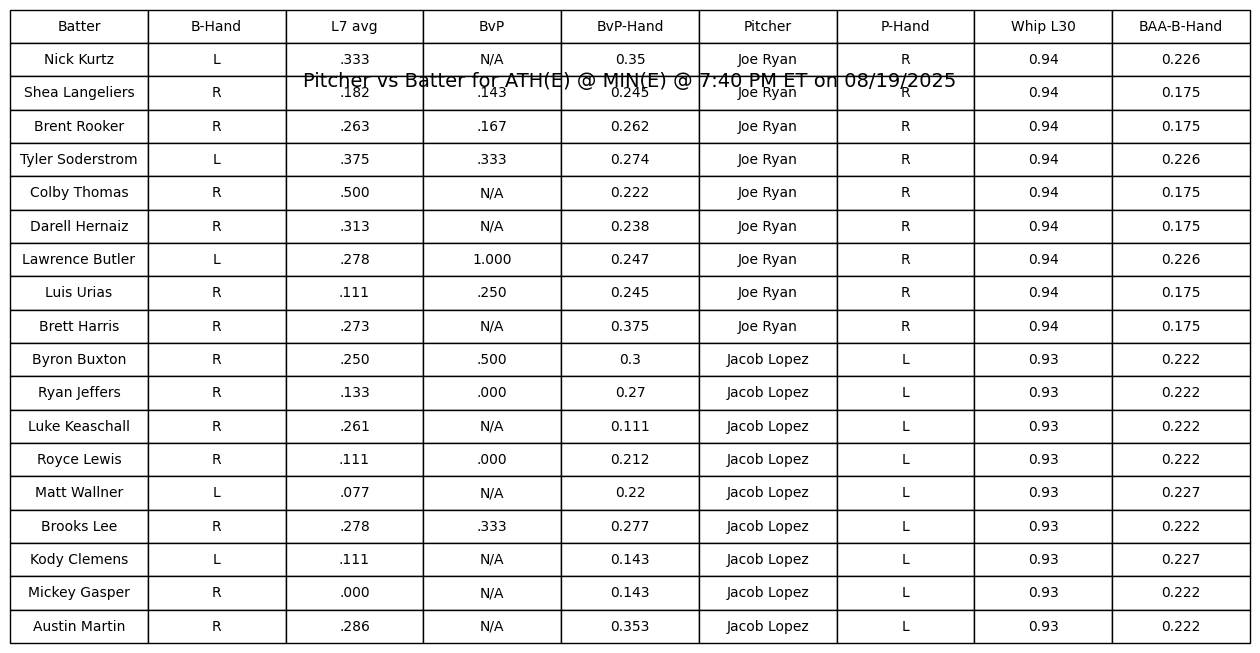 Batter B-Hand L7 avg BvP BvP-Hand Pitcher P-Hand Whip L30 BAA-B-Hand
Nick Kurtz L .333 N/A 0.35 Joe Ryan R 0.94 0.226
Pitcher vs Batter for ATH(E) @ MIN(E) @ 7:40 PM ET on 08/19/2025
Shea Langeliers R .182 .143 0.245 Joe Ryan R 0.94 0.175
Brent Rooker R .263 .167 0.262 Joe Ryan R 0.94 0.175
Tyler Soderstrom L .375 .333 0.274 Joe Ryan R 0.94 0.226
Colby Thomas R .500 N/A 0.222 Joe Ryan R 0.94 0.175
Darell Hernaiz R .313 N/A 0.238 Joe Ryan R 0.94 0.175
Lawrence Butler L .278 1.000 0.247 Joe Ryan R 0.94 0.226
Luis Urias R .111 .250 0.245 Joe Ryan R 0.94 0.175
Brett Harris R .273 N/A 0.375 Joe Ryan R 0.94 0.175
Byron Buxton R .250 .500 0.3 Jacob Lopez L 0.93 0.222
Ryan Jeffers R .133 .000 0.27 Jacob Lopez L 0.93 0.222
Luke Keaschall R .261 N/A 0.111 Jacob Lopez L 0.93 0.222
Royce Lewis R .111 .000 0.212 Jacob Lopez L 0.93 0.222
Matt Wallner L .077 N/A 0.22 Jacob Lopez L 0.93 0.227
Brooks Lee R .278 .333 0.277 Jacob Lopez L 0.93 0.222
Kody Clemens L .111 N/A 0.143 Jacob Lopez L 0.93 0.227
Mickey Gasper R .000 N/A 0.143 Jacob Lopez L 0.93 0.222
Austin Martin R .286 N/A 0.353 Jacob Lopez L 0.93 0.222